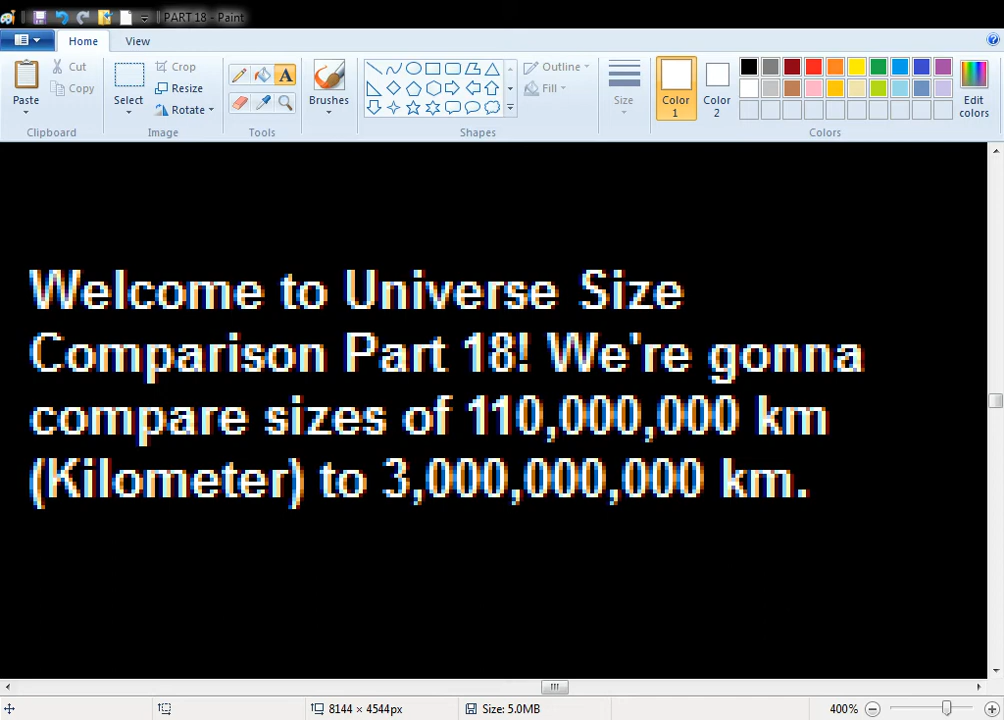 PART 18 - Paint
Home View
Paste
Cut
Copy
Clipboard
Select
Crop
Resize
Rotate
Image
Tools
Brushes
Outline
Fill
Shapes
Size
Color 1
Color 2
Edit colors
Colors
Welcome to Universe Size
Comparison Part 18! We're gonna
compare sizes of 110,000,000 km
(Kilometer) to 3,000,000,000 km.
8144 × 4544px
Size: 5.0MB
400%